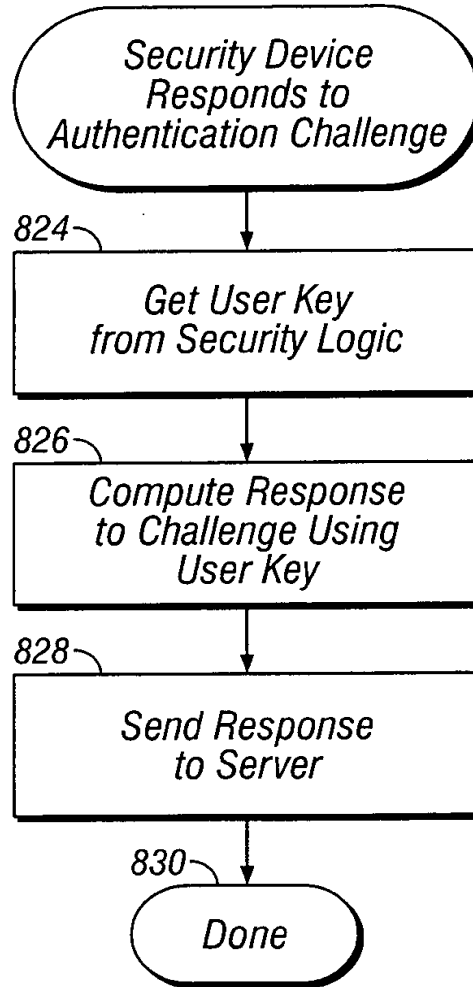 Security Device
Responds to
Authentication Challenge
824
Get User Key
from Security Logic
826
Compute Response
to Challenge Using
User Key
828
Send Response
to Server
830
Done